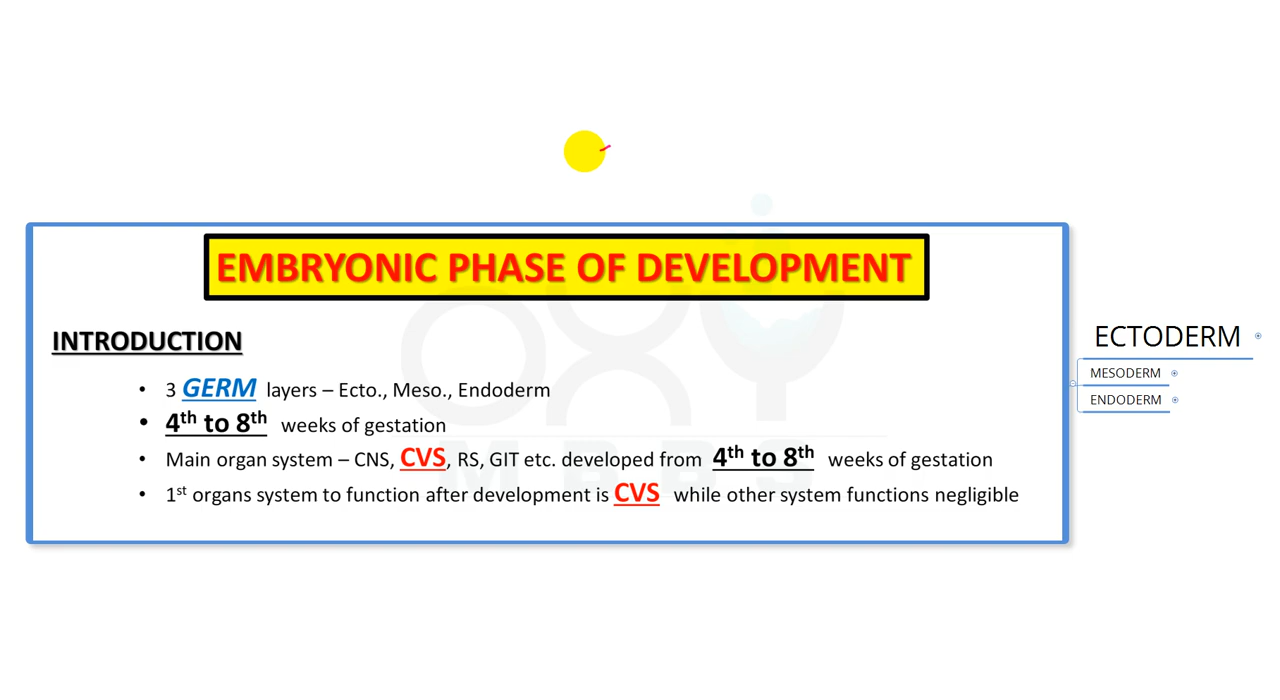 EMBRYONIC PHASE OF DEVELOPMENT
INTRODUCTION
• 3 GERM layers – Ecto., Meso., Endoderm
• 4th to 8th weeks of gestation
• Main organ system – CNS, CVS, RS, GIT etc. developed from 4th to 8th weeks of gestation
• 1st organs system to function after development is CVS while other system functions negligible
ECTODERM
MESODERM
ENDODERM
MBBS